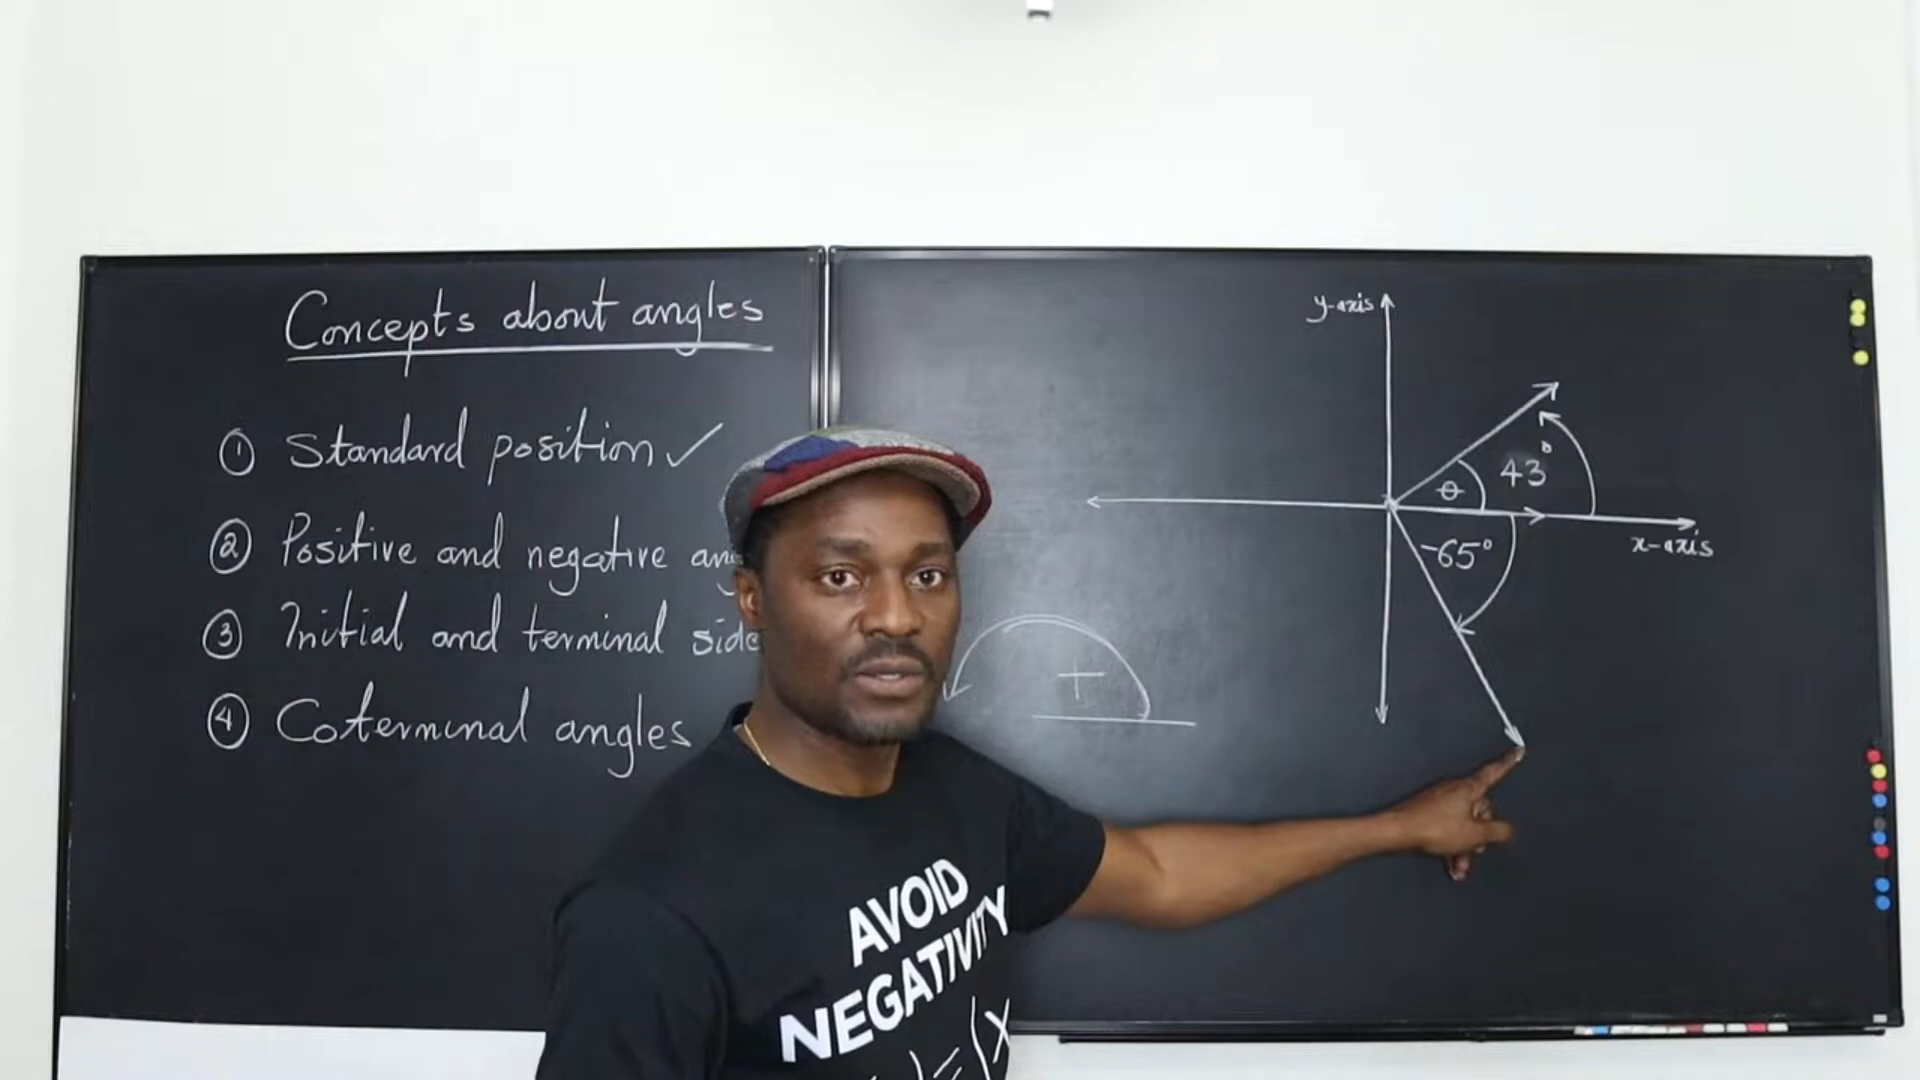 Concepts about angles
① Standard position ✓
② Positive and negative
③ Initial and terminal side
④ Coterminal angles
y-axis
θ
43°
-65°
x-axis
+
AVOID
NEGATIVITY
)=(x